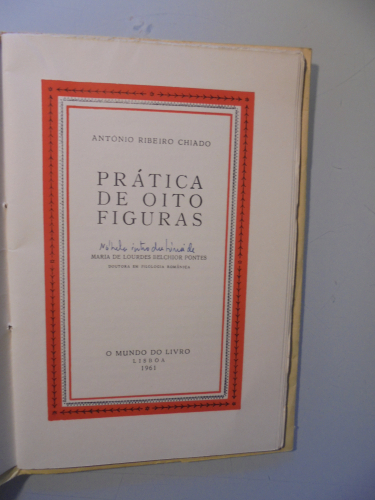 ANTÓNIO RIBEIRO CHIADO
PRÁTICA
DE OITO
FIGURAS
MARIA DE LOURDES BELCHIOR PONTES
DOUTORA EM FILOLOGIA ROMÂNICA
O MUNDO DO LIVRO
LISBOA
1961